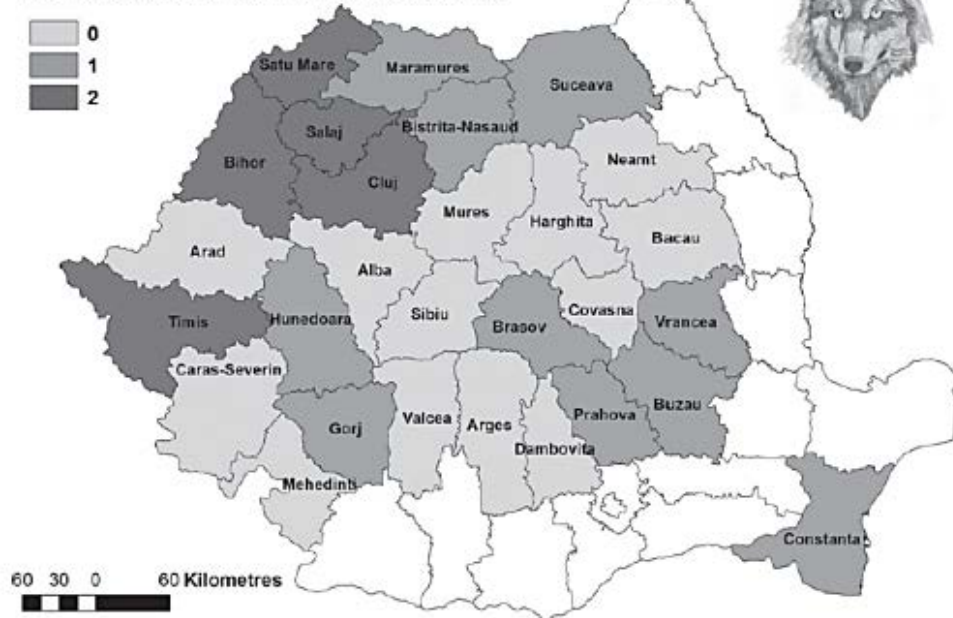 0
1
2
Satu Mare
Maramures
Suceava
Salaj
Bistrita-Nasaud
Bihor
Cluj
Neamt
Mures
Harghita
Bacau
Arad
Alba
Timis
Hunedoara
Sibiu
Brasov
Covasna
Vrancea
Caras-Severin
Gorj
Valcea
Arges
Prahova
Buzau
Dambovita
Mehedinti
Constanta
60 30 0 60 Kilometres